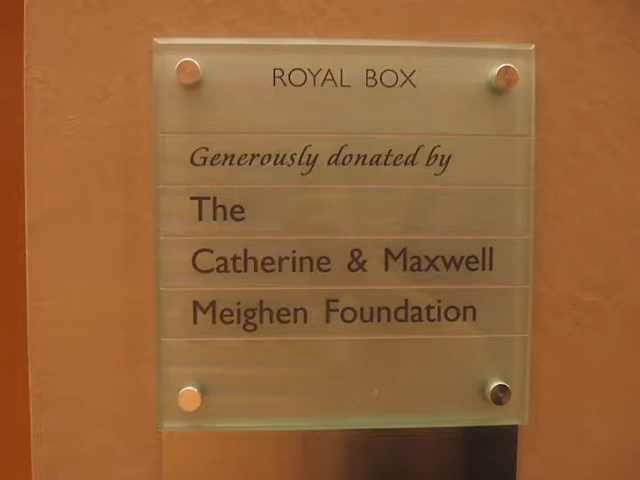 ROYAL BOX
Generously donated by
The
Catherine & Maxwell
Meighen Foundation